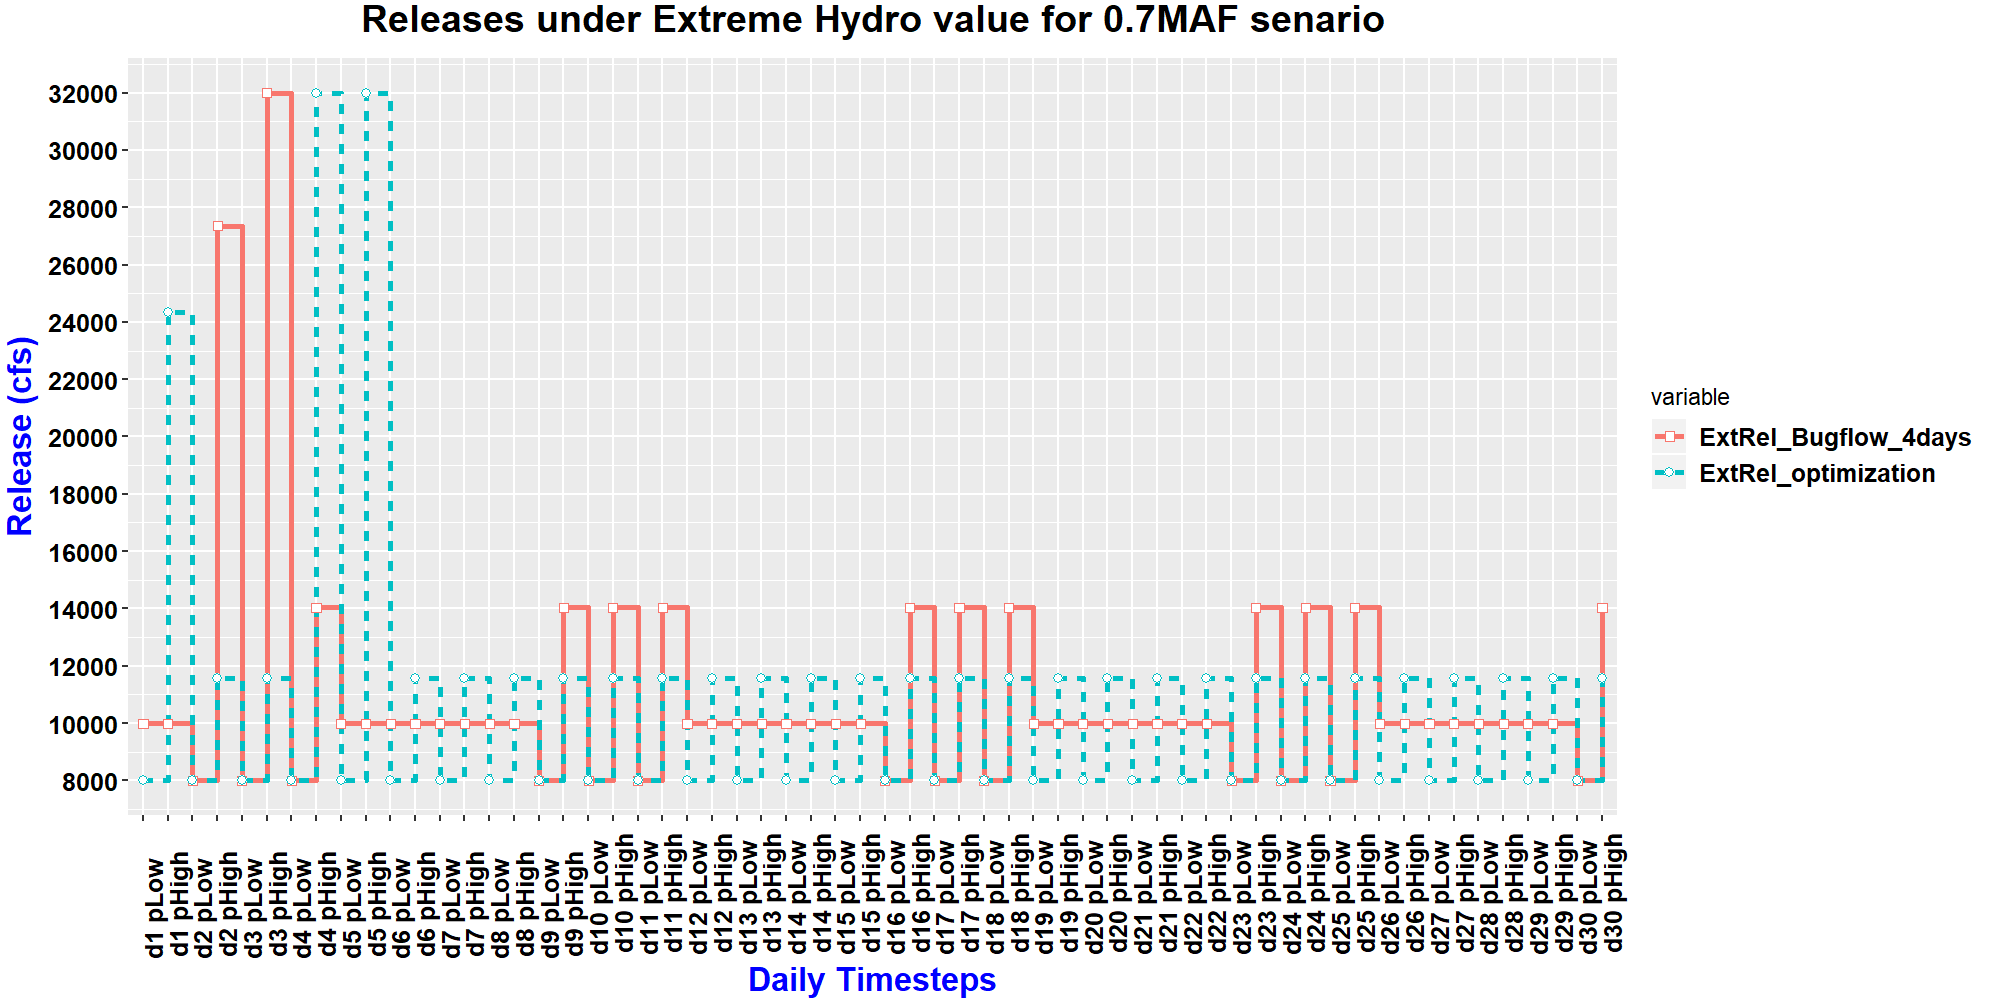 Releases under Extreme Hydro value for 0.7MAF senario
Release (cfs)
32000
30000
28000
26000
24000
22000
20000
18000
16000
14000
12000
10000
8000
d1 pLow
d1 pHigh
d2 pLow
d2 pHigh
d3 pLow
d3 pHigh
d4 pLow
d4 pHigh
d5 pLow
d5 pHigh
d6 pLow
d6 pHigh
d7 pLow
d7 pHigh
d8 pLow
d8 pHigh
d9 pLow
d9 pHigh
d10 pLow
d10 pHigh
d11 pLow
d11 pHigh
d12 pLow
d12 pHigh
d13 pLow
d13 pHigh
d14 pLow
d14 pHigh
d15 pLow
d15 pHigh
d16 pLow
d16 pHigh
d17 pLow
d17 pHigh
d18 pLow
d18 pHigh
d19 pLow
d19 pHigh
d20 pLow
d20 pHigh
d21 pLow
d21 pHigh
d22 pLow
d22 pHigh
d23 pLow
d23 pHigh
d24 pLow
d24 pHigh
d25 pLow
d25 pHigh
d26 pLow
d26 pHigh
d27 pLow
d27 pHigh
d28 pLow
d28 pHigh
d29 pLow
d29 pHigh
d30 pLow
d30 pHigh
Daily Timesteps
variable
ExtRel_Bugflow_4days
ExtRel_optimization